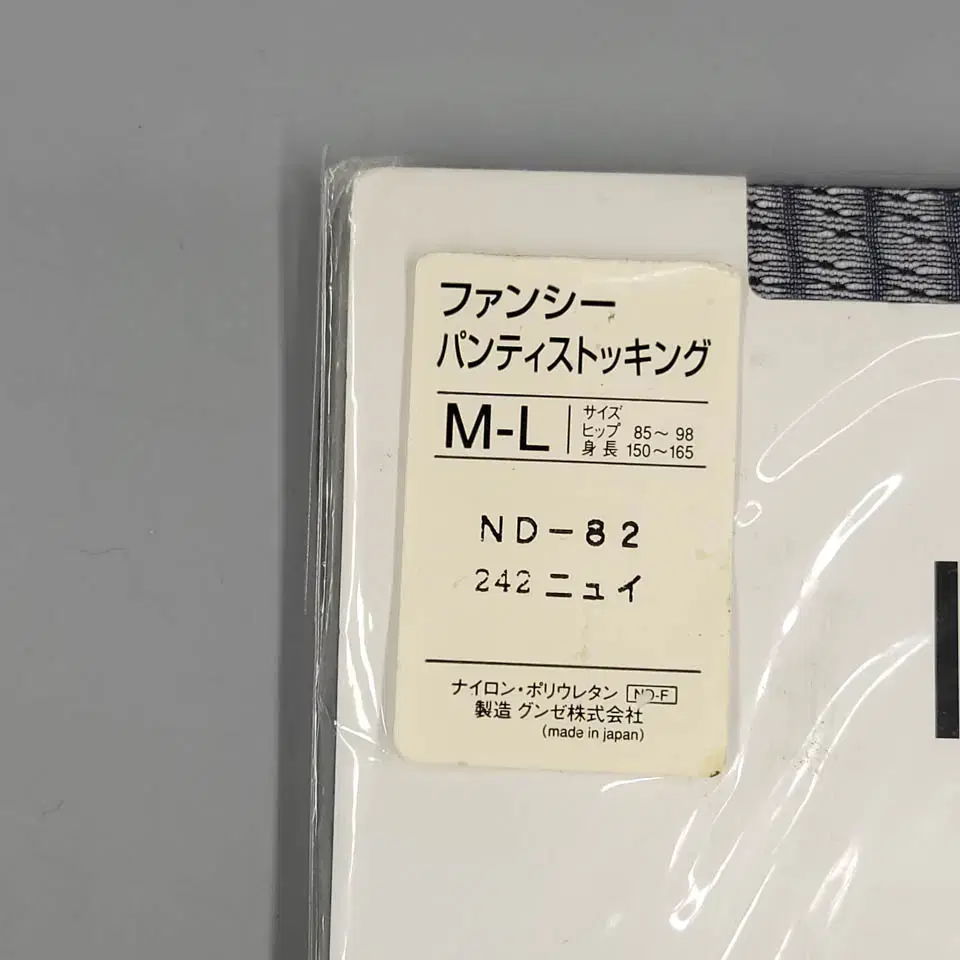 ファンシー
パンティストッキング
M-L
サイズ
ヒップ 85〜98
身長 150〜165
ND-82
242 ニュイ
ナイロン・ポリウレタン ND-F
製造 グンゼ株式会社
(made in japan)